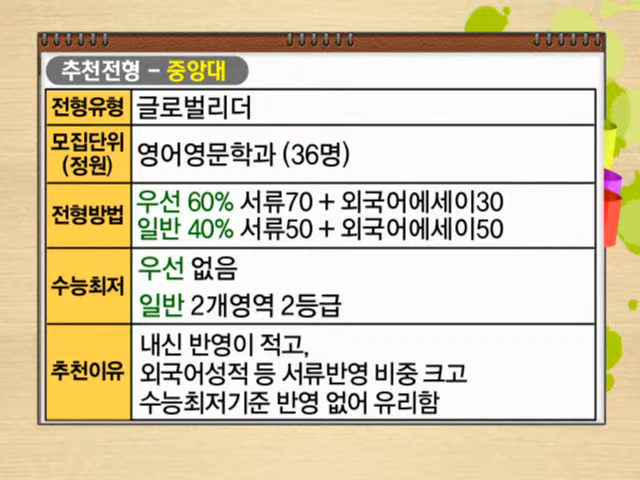 추천전형 - 중앙대
전형유형
글로벌리더
모집단위
(정원)
영어영문학과 (36명)
전형방법
우선 60% 서류70 + 외국어에세이30
일반 40% 서류50 + 외국어에세이50
수능최저
우선 없음
일반 2개영역 2등급
추천이유
내신 반영이 적고,
외국어성적 등 서류반영 비중 크고
수능최저기준 반영 없어 유리함